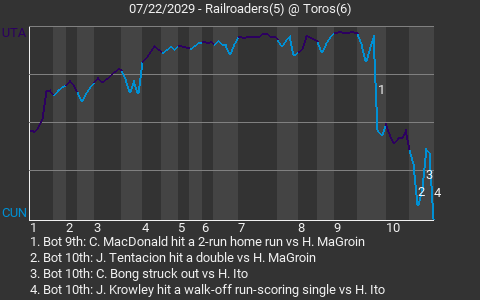 07/22/2029 - Railroaders(5) @ Toros(6)
UTA
1
3
2
4
CUN
1 2 3 4 5 6 7 8 9 10
1. Bot 9th: C. MacDonald hit a 2-run home run vs H. MaGroin
2. Bot 10th: J. Tentacion hit a double vs H. MaGroin
3. Bot 10th: C. Bong struck out vs H. Ito
4. Bot 10th: J. Krowley hit a walk-off run-scoring single vs H. Ito